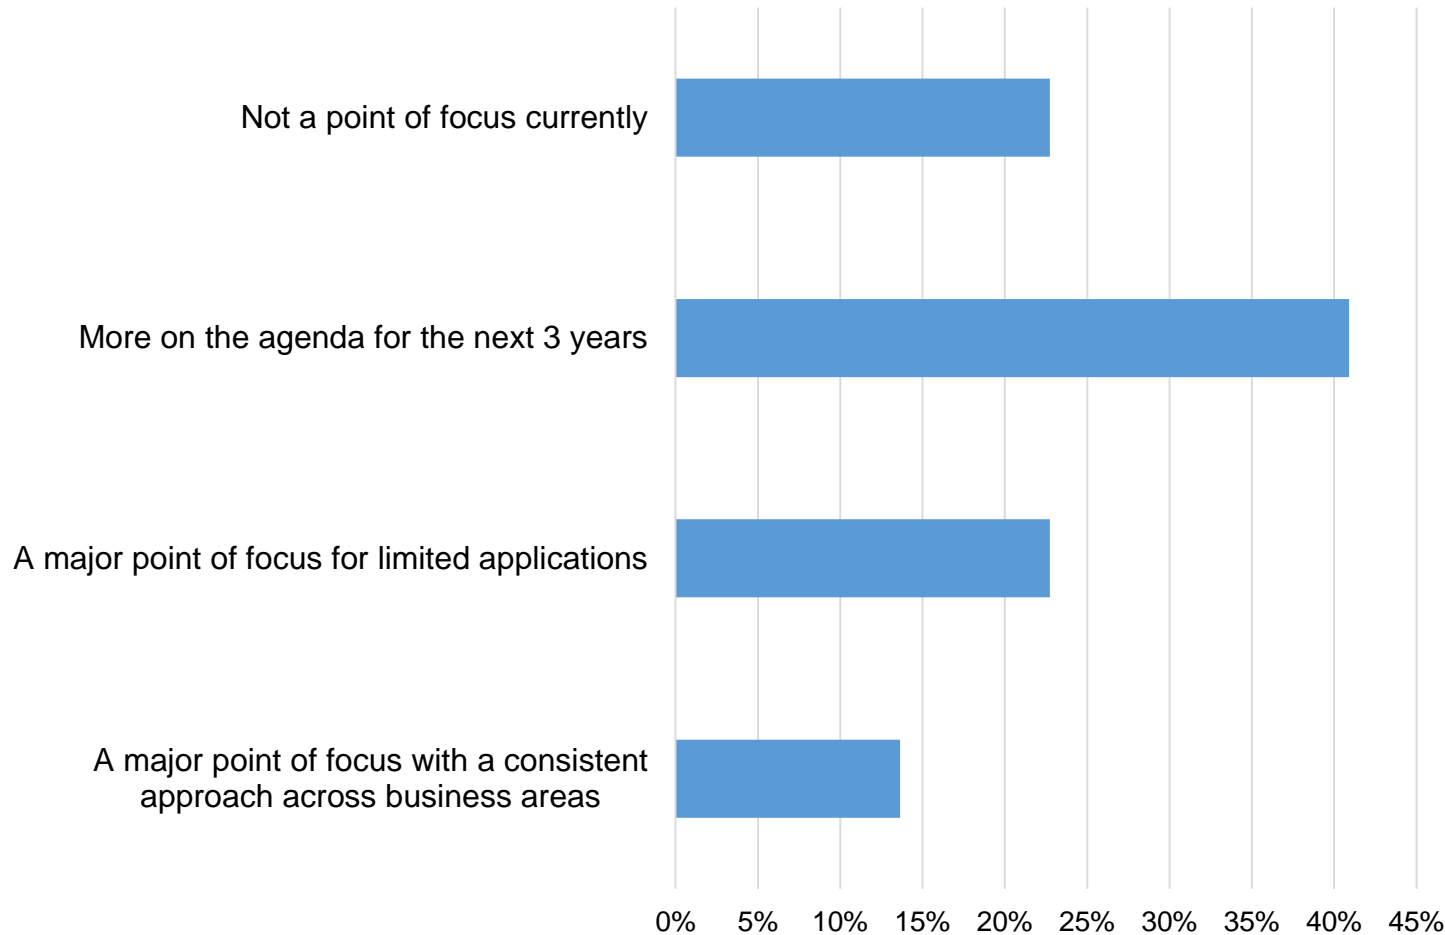 Not a point of focus currently
More on the agenda for the next 3 years
A major point of focus for limited applications
A major point of focus with a consistent
approach across business areas
0% 5% 10% 15% 20% 25% 30% 35% 40% 45%